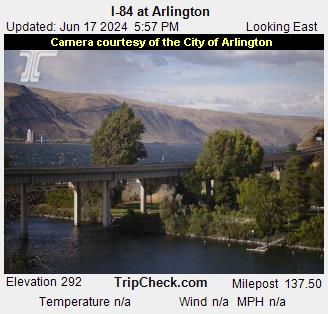 I-84 at Arlington
Updated: Jun 17 2024 5:57 PM Looking East
Camera courtesy of the City of Arlington
Elevation 292 TripCheck.com Milepost 137.50
Temperature n/a Wind n/a MPH n/a